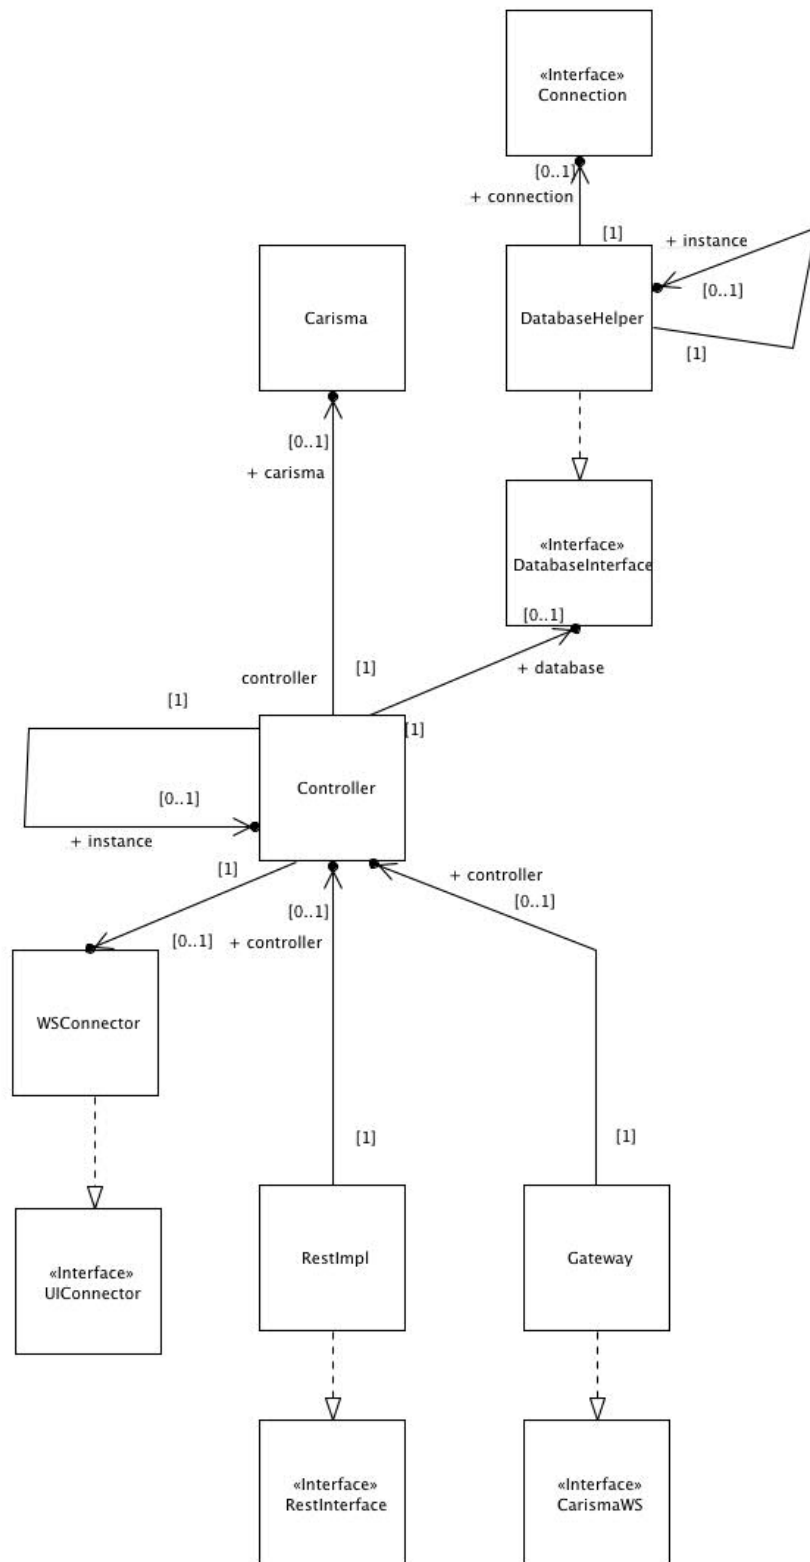 «Interface»
Connection
[0..1]
+ connection
[1]
+ instance
[0..1]
[1]
DatabaseHelper
Carisma
[0..1]
+ carisma
«Interface»
DatabaseInterface
[0..1]
+ database
[1]
controller
[1]
[1]
Controller
[0..1]
+ instance
[1]
[0..1]
[0..1]
+ controller
+ controller
[0..1]
WSConnector
[1]
[1]
«Interface»
UIConnector
RestImpl
Gateway
«Interface»
RestInterface
«Interface»
CarismaWS